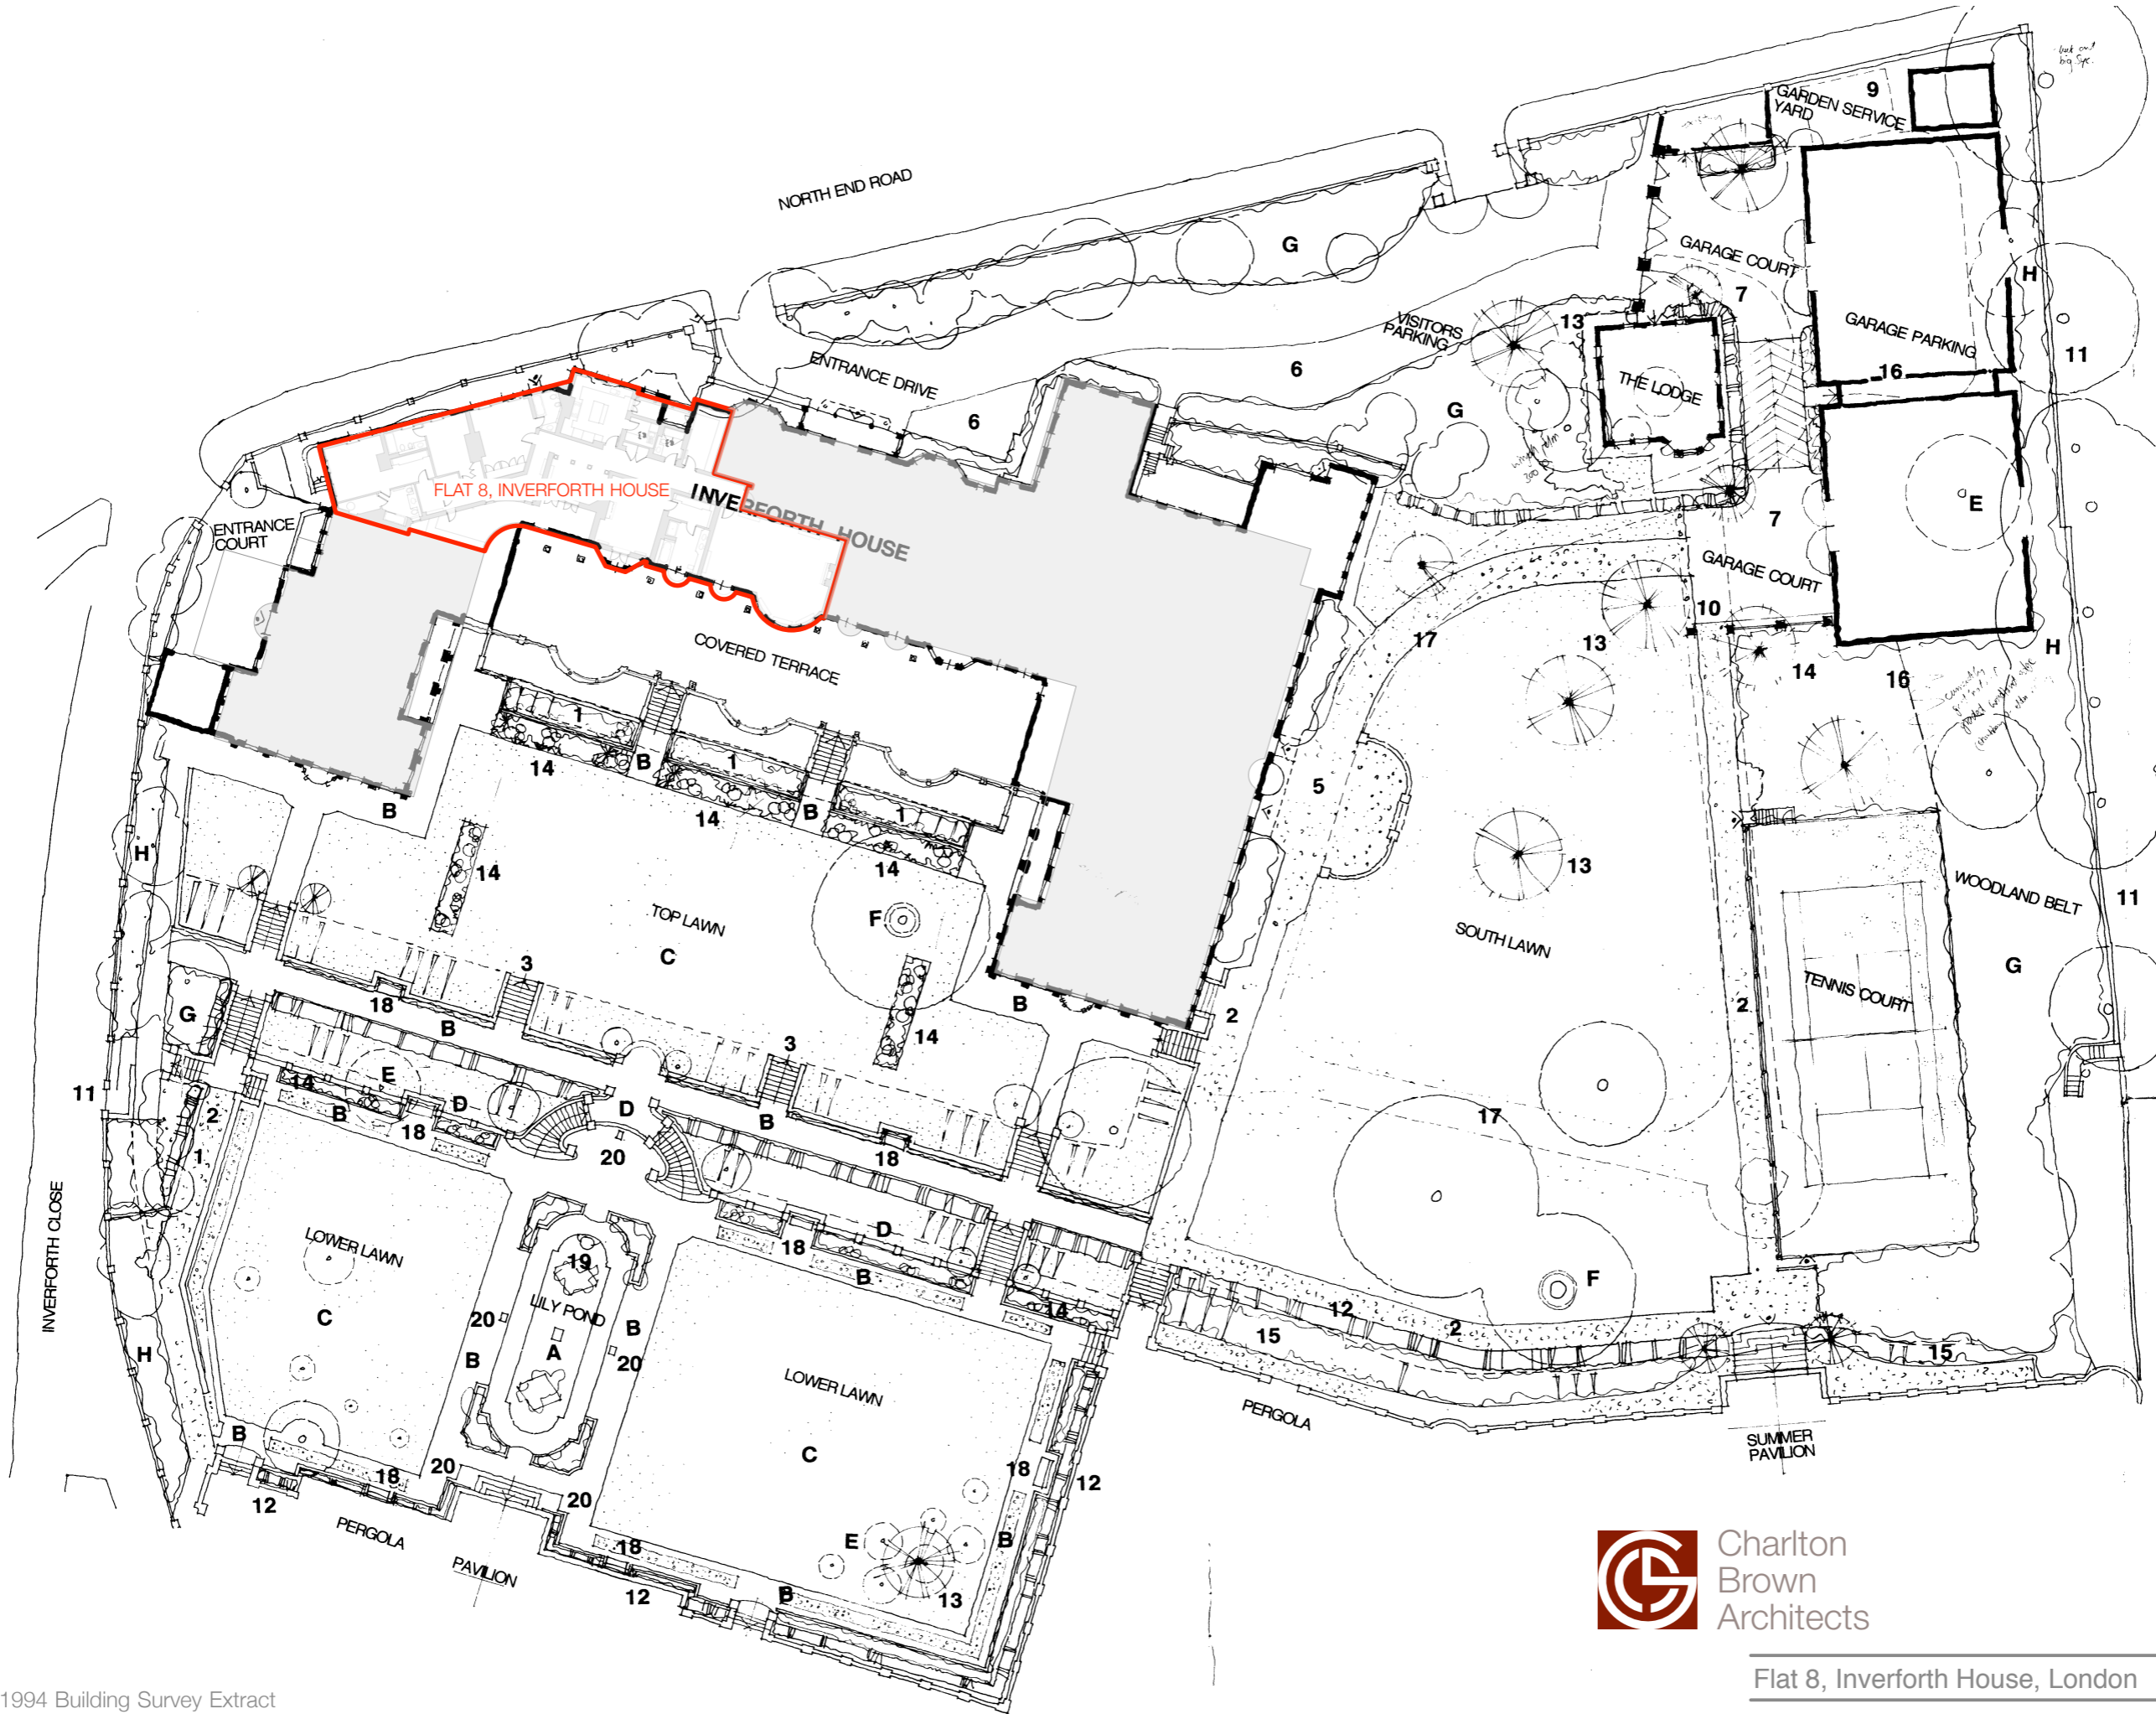 back onl
big Syc.
9
GARDEN SERVICE
YARD
NORTH END ROAD
G
GARAGE COURT
H
7
VISITORS
PARKING
13
GARAGE PARKING
11
ENTRANCE DRIVE
6
16
THE LODGE
6
G
FLAT 8, INVERFORTH HOUSE
INVERFORTH HOUSE
E
ENTRANCE
COURT
7
GARAGE COURT
10
17
13
H
COVERED TERRACE
14
16
1
14
B
1
5
B
14
B
1
H
14
14
13
WOODLAND BELT
11
F
TOP LAWN
C
SOUTH LAWN
3
G
TENNIS COURT
18
B
G
B
2
2
14
3
E
14
11
2
B
D
D
B
17
18
1
20
18
INVERFORTH CLOSE
LOWER LAWN
D
18
19
B
F
C
LILY POND
20
B
14
12
2
A
B
20
15
15
H
LOWER LAWN
PERGOLA
B
SUMMER
PAVILION
C
18
20
18
12
12
20
PERGOLA
E
B
18
PAVILION
12
B
13
Charlton
Brown
Architects
Flat 8, Inverforth House, London
1994 Building Survey Extract